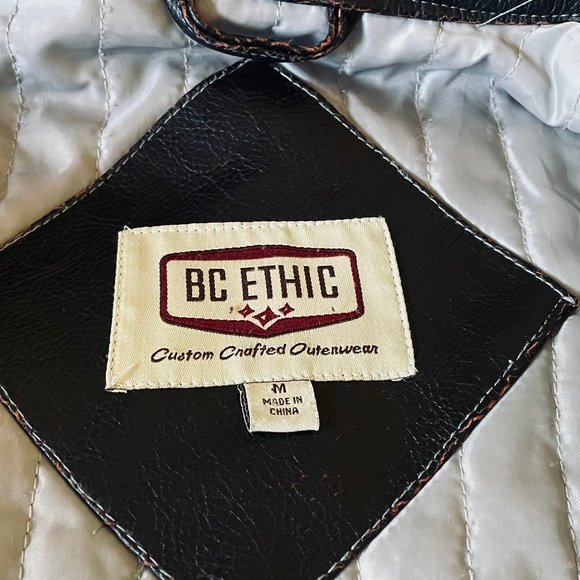 BC ETHIC
Custom Crafted Outerwear
M
MADE IN
CHINA